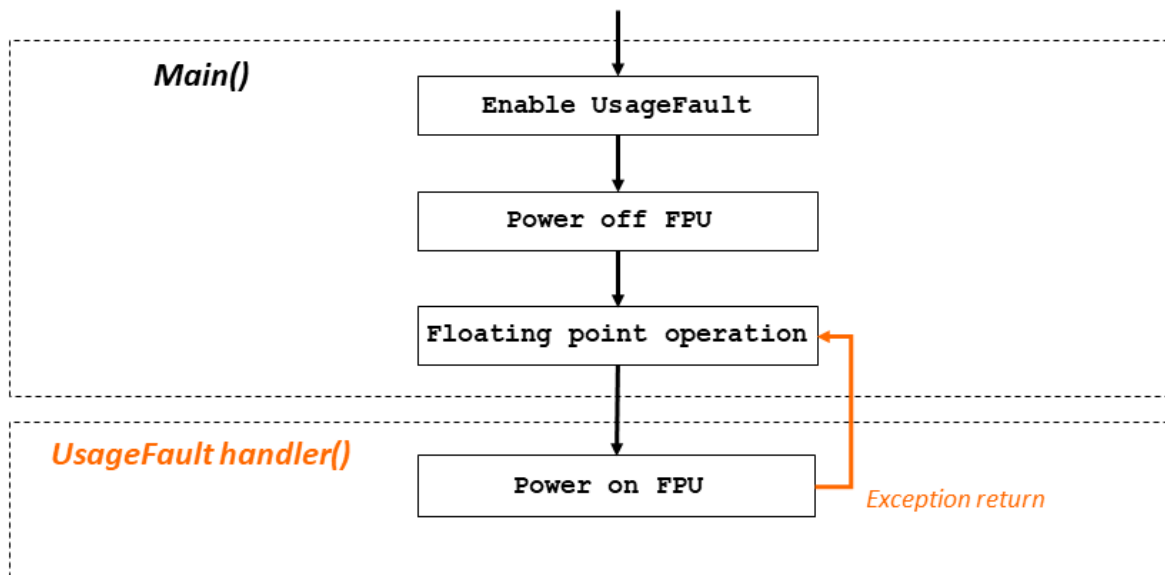 Main()
Enable UsageFault
Power off FPU
Floating point operation
UsageFault handler()
Power on FPU
Exception return